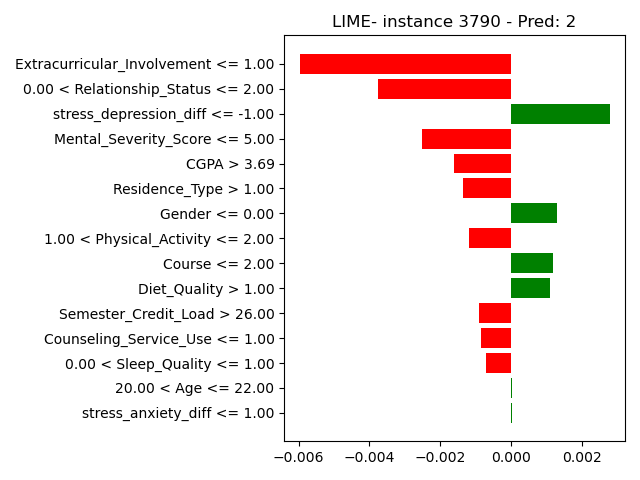 LIME- instance 3790 - Pred: 2
Extracurricular_Involvement <= 1.00
0.00 < Relationship_Status <= 2.00
stress_depression_diff <= -1.00
Mental_Severity_Score <= 5.00
CGPA > 3.69
Residence_Type > 1.00
Gender <= 0.00
1.00 < Physical_Activity <= 2.00
Course <= 2.00
Diet_Quality > 1.00
Semester_Credit_Load > 26.00
Counseling_Service_Use <= 1.00
0.00 < Sleep_Quality <= 1.00
20.00 < Age <= 22.00
stress_anxiety_diff <= 1.00
−0.006 −0.004 −0.002 0.000 0.002